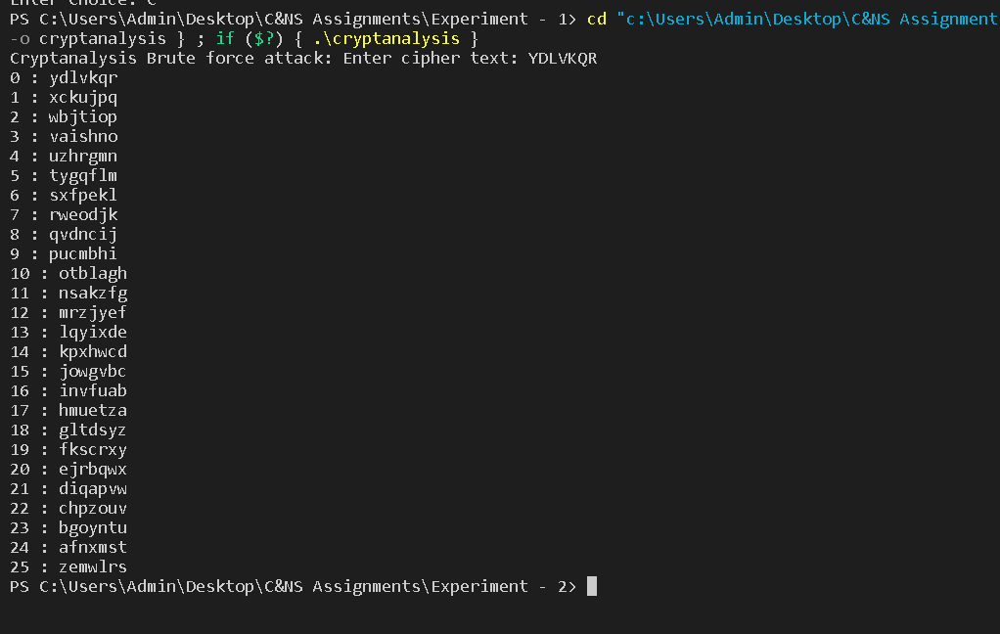 Enter Choice: C
PS C:\Users\Admin\Desktop\C&NS Assignments\Experiment - 1> cd "c:\Users\Admin\Desktop\C&NS Assignment
-o cryptanalysis } ; if ($?) { .\cryptanalysis }
Cryptanalysis Brute force attack: Enter cipher text: YDLVKQR
0 : ydlvkqr
1 : xckujpq
2 : wbjtiop
3 : vaishno
4 : uzhrgmn
5 : tygqflm
6 : sxfpekl
7 : rweodjk
8 : qvdncij
9 : pucmbhi
10 : otblagh
11 : nsakzfg
12 : mrzjyef
13 : lqyixde
14 : kpxhwcd
15 : jowgvbc
16 : invfuab
17 : hmuetza
18 : gltdsyz
19 : fkscrxy
20 : ejrbqwx
21 : diqapvw
22 : chpzouv
23 : bgoyntu
24 : afnxmst
25 : zemwlrs
PS C:\Users\Admin\Desktop\C&NS Assignments\Experiment - 2>